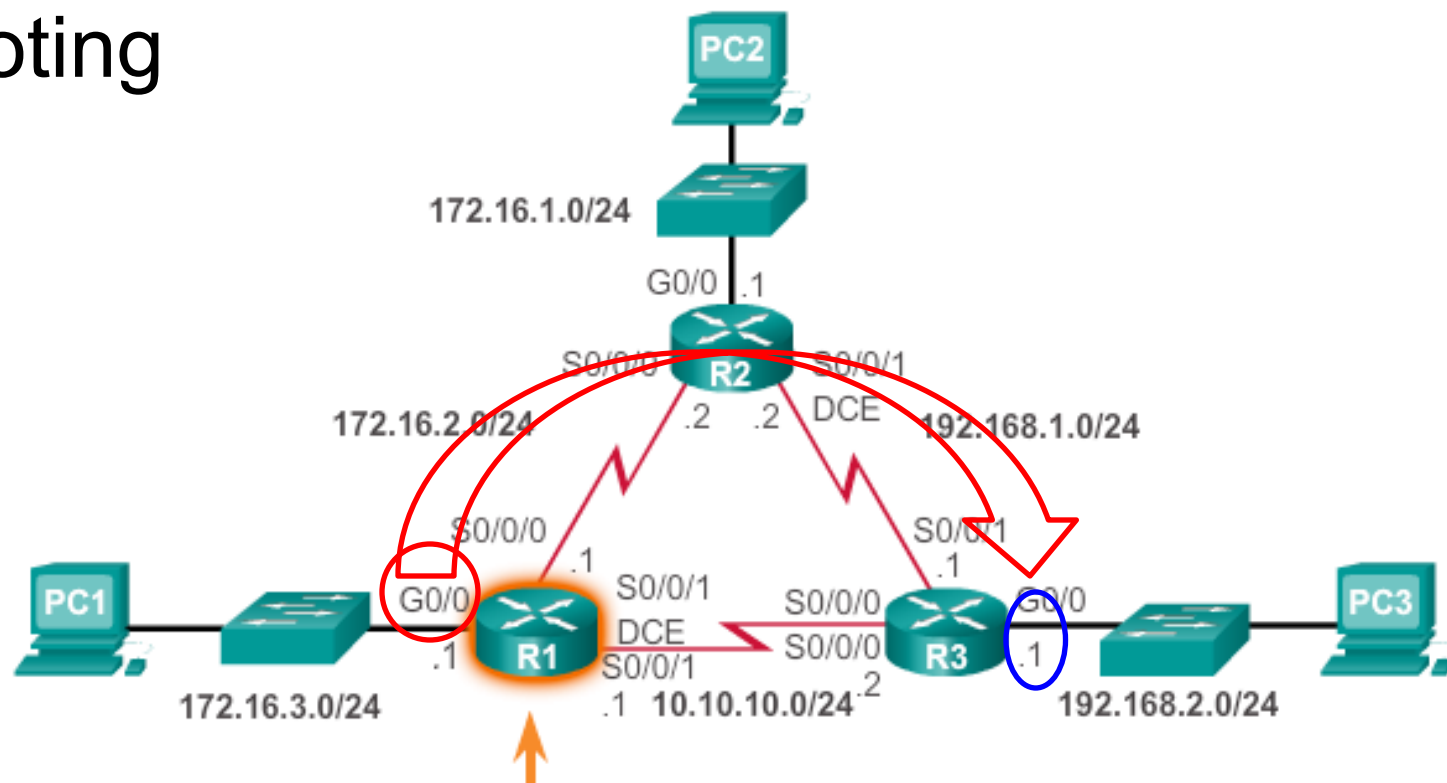 oting
PC2
172.16.1.0/24
G0/0 .1
S0/0/0 R2 S0/0/1
.2 .2 DCE
172.16.2.0/24 192.168.1.0/24
S0/0/0 S0/0/1
.1 .1
PC1 G0/0 S0/0/1 S0/0/0 G0/0 PC3
DCE
.1 R1 S0/0/1 S0/0/0 R3 .1
172.16.3.0/24 .1 10.10.10.0/24 .2 192.168.2.0/24